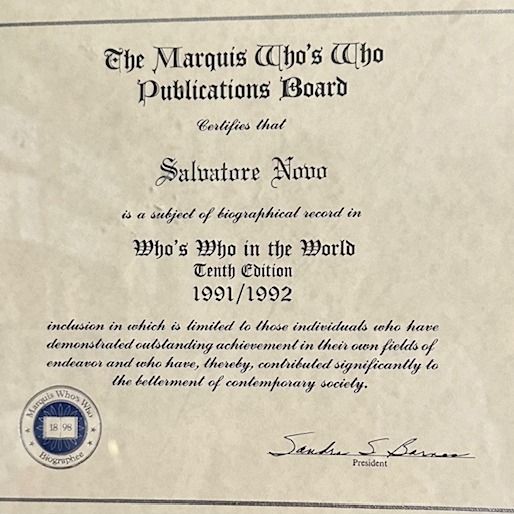 The Marquis Who's Who
Publications Board
Certifies that
Salvatore Novo
is a subject of biographical record in
Who's Who in the World
Tenth Edition
1991/1992
inclusion in which is limited to those individuals who have
demonstrated outstanding achievement in their own fields of
endeavor and who have, thereby, contributed significantly to
the betterment of contemporary society.
Marquis Who's Who
1898
Biographee
Sandra S Barnes
President